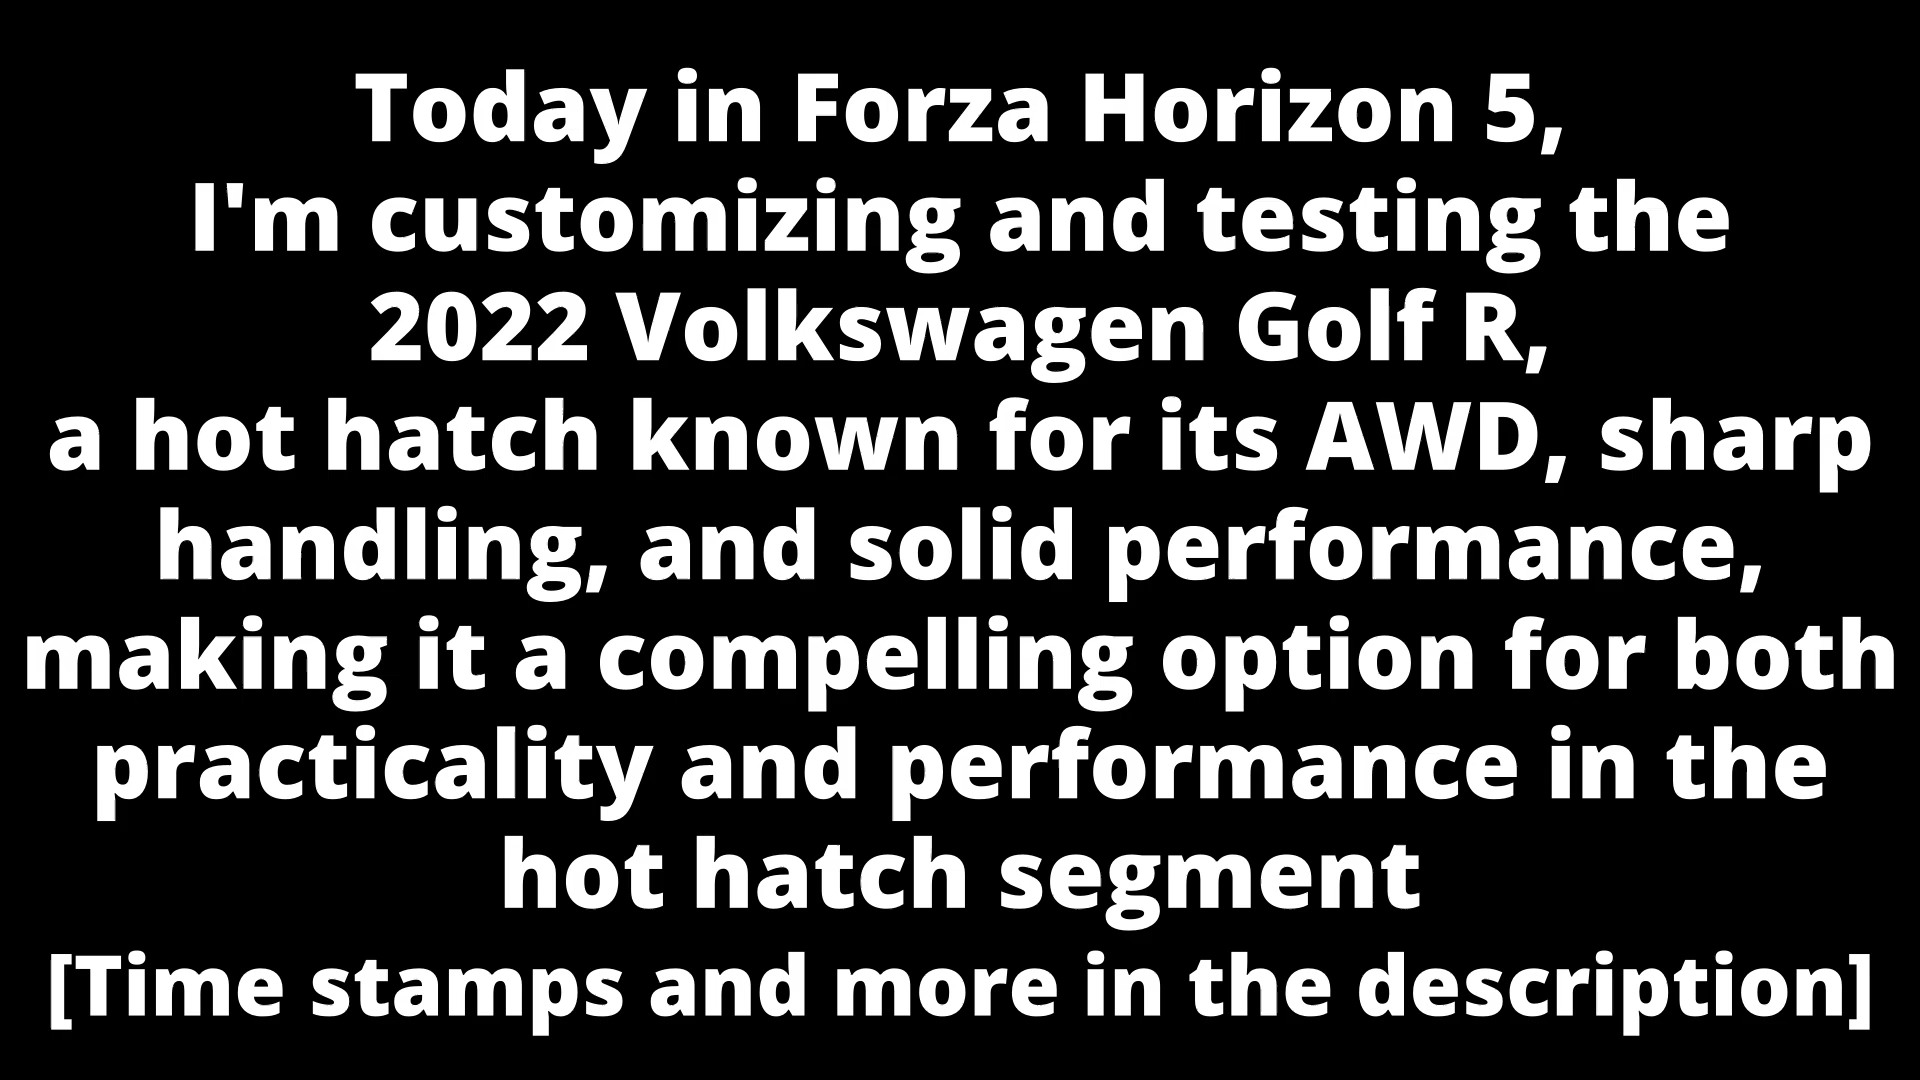 Today in Forza Horizon 5,
I'm customizing and testing the
2022 Volkswagen Golf R,
a hot hatch known for its AWD, sharp
handling, and solid performance,
making it a compelling option for both
practicality and performance in the
hot hatch segment
[Time stamps and more in the description]